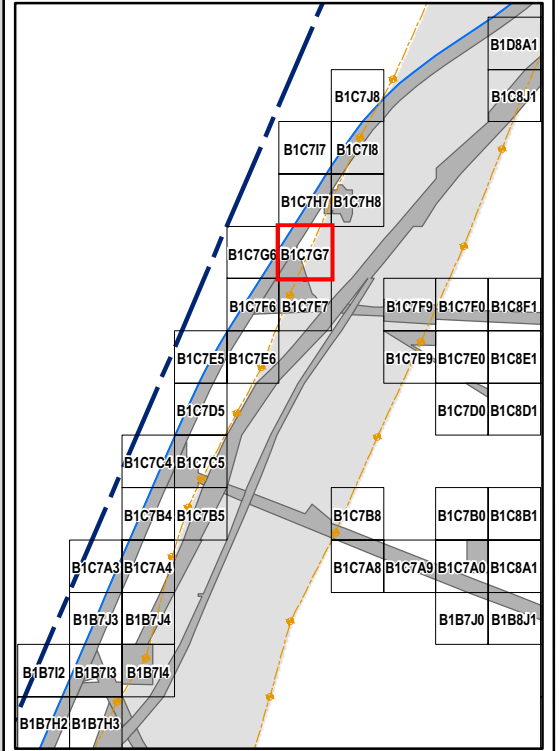 B1D8A1
B1C7J8 B1C8J1
B1C7I7 B1C7I8
B1C7H7 B1C7H8
B1C7G6 B1C7G7
B1C7F6 B1C7F7 B1C7F9 B1C7F0 B1C8F1
B1C7E5 B1C7E6 B1C7E9 B1C7E0 B1C8E1
B1C7D5 B1C7D0 B1C8D1
B1C7C4 B1C7C5
B1C7B4 B1C7B5 B1C7B8 B1C7B0 B1C8B1
B1C7A3 B1C7A4 B1C7A8 B1C7A9 B1C7A0 B1C8A1
B1B7J3 B1B7J4 B1B7J0 B1B8J1
B1B7I2 B1B7I3 B1B7I4
B1B7H2 B1B7H3